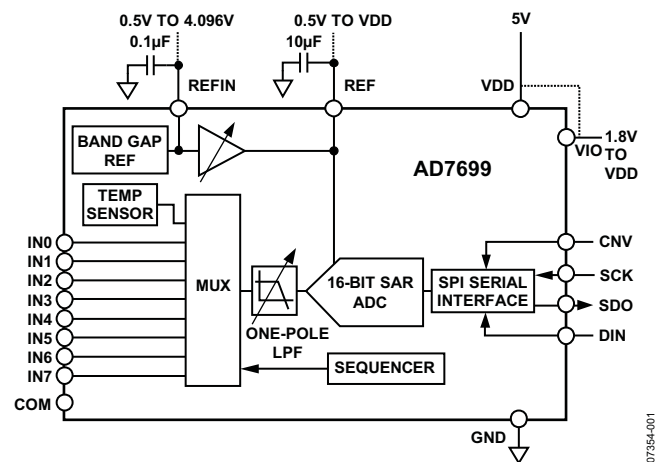 0.5V TO 4.096V
0.1µF
0.5V TO VDD
10µF
5V
REFIN
REF
VDD
BAND GAP
REF
AD7699
VIO
1.8V
TO
VDD
TEMP
SENSOR
IN0
IN1
IN2
IN3
IN4
IN5
IN6
IN7
COM
MUX
ONE-POLE
LPF
16-BIT SAR
ADC
SPI SERIAL
INTERFACE
CNV
SCK
SDO
DIN
SEQUENCER
GND
07354-001